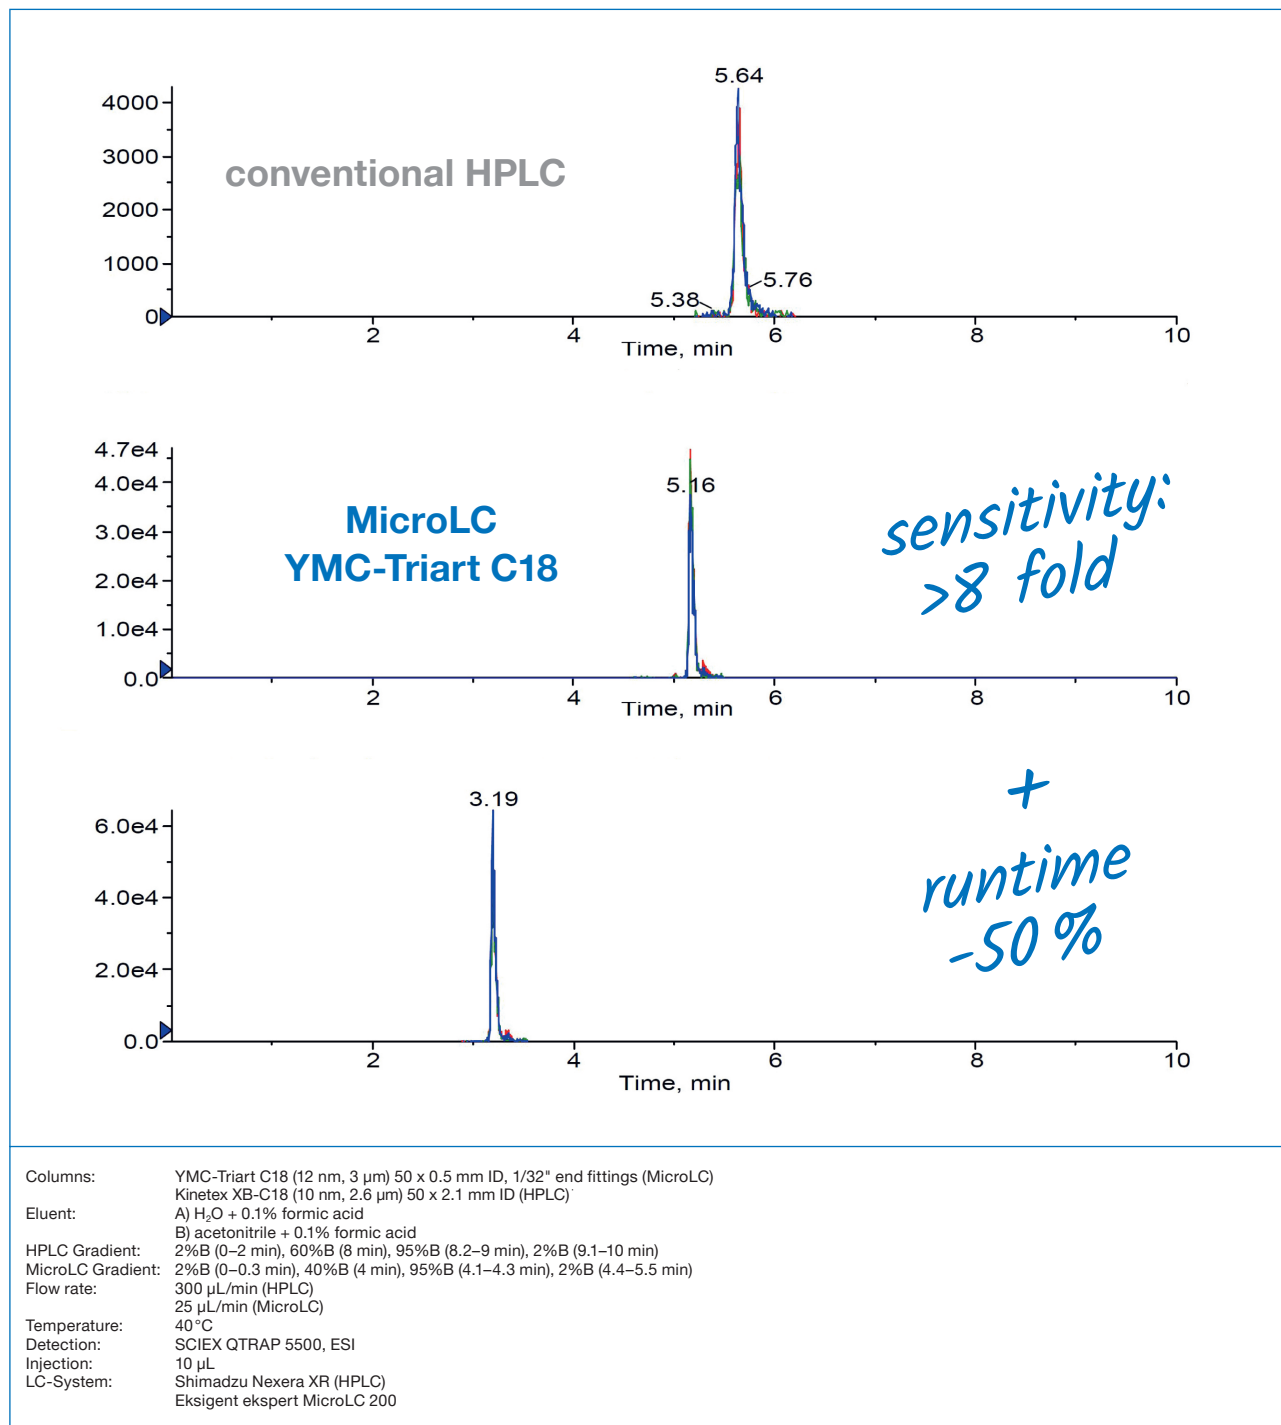 5.64
4000
3000
conventional HPLC
2000
1000
5.76
5.38
0
2 4 6 8 10
Time, min
4.7e4
4.0e4
5.16
sensitivity:
MicroLC
3.0e4
YMC-Triart C18
>8 fold
2.0e4
1.0e4
0.0
2 4 6 8 10
Time, min
+
3.19
6.0e4
runtime
4.0e4
-50 %
2.0e4
0.0
2 4 6 8 10
Time, min
Columns: YMC-Triart C18 (12 nm, 3 µm) 50 x 0.5 mm ID, 1/32" end fittings (MicroLC)
Kinetex XB-C18 (10 nm, 2.6 µm) 50 x 2.1 mm ID (HPLC)
Eluent: A) H₂O + 0.1% formic acid
B) acetonitrile + 0.1% formic acid
HPLC Gradient: 2%B (0–2 min), 60%B (8 min), 95%B (8.2–9 min), 2%B (9.1–10 min)
MicroLC Gradient: 2%B (0–0.3 min), 40%B (4 min), 95%B (4.1–4.3 min), 2%B (4.4–5.5 min)
Flow rate: 300 µL/min (HPLC)
25 µL/min (MicroLC)
Temperature: 40°C
Detection: SCIEX QTRAP 5500, ESI
Injection: 10 µL
LC-System: Shimadzu Nexera XR (HPLC)
Eksigent ekspert MicroLC 200